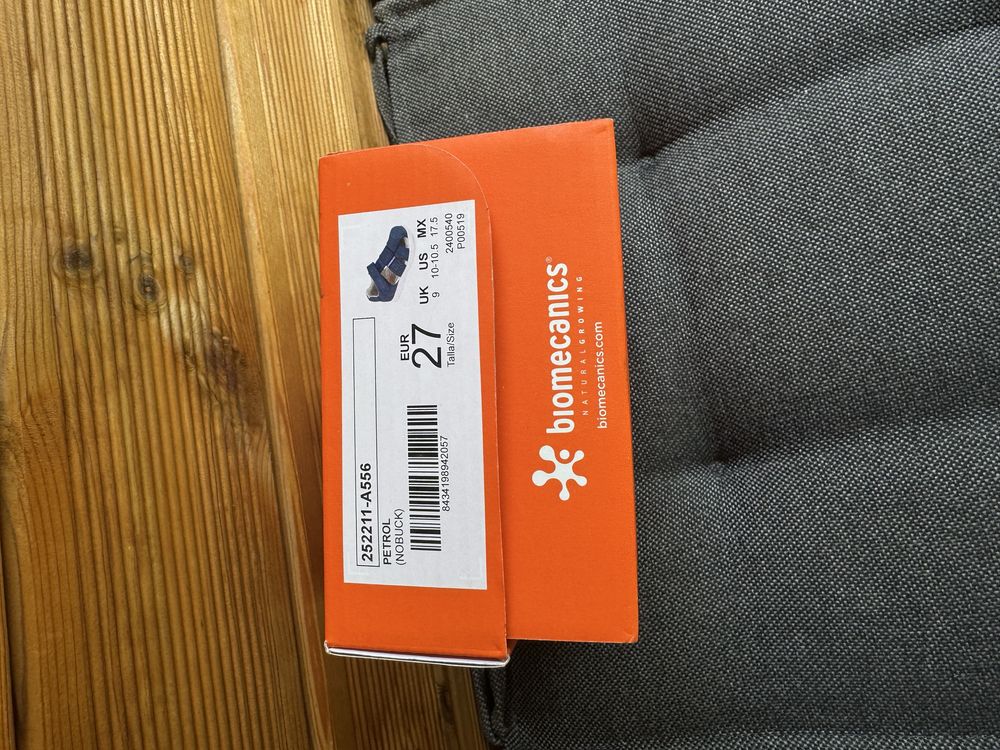 252211-A556
PETROL
(NOBUCK)
8434198942057
EUR
27
Talla/Size
UK US MX
9 10-10.5 17.5
2400540
P00519
biomecanics®
NATURALGROWING
biomecanics.com